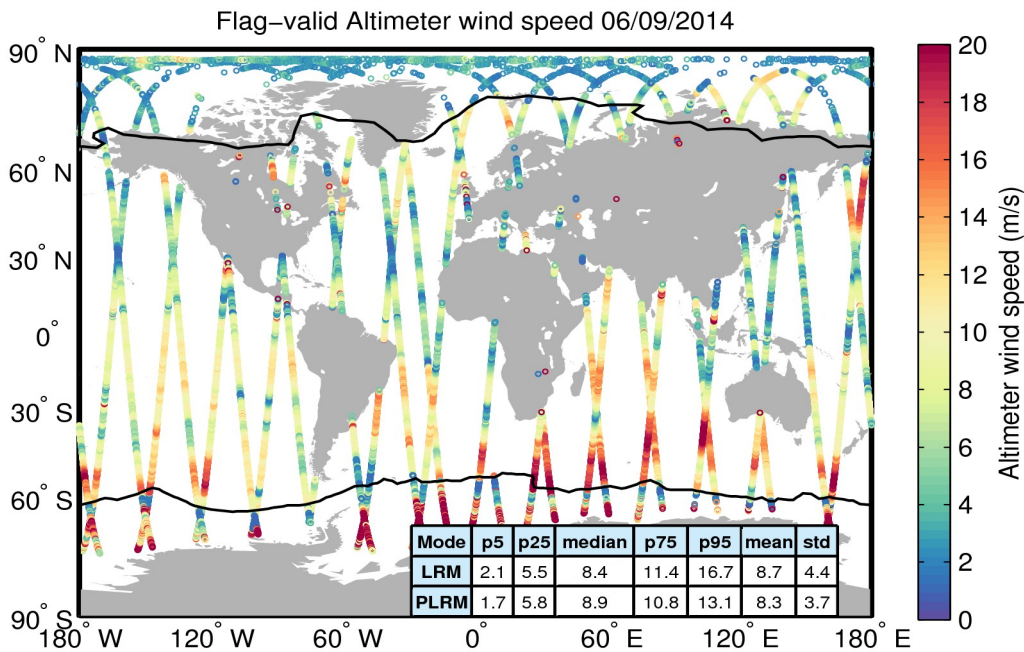 Flag−valid Altimeter wind speed 06/09/2014
90° N
60° N
30° N
0°
30° S
60° S
90° S
180° W
120° W
60° W
0°
60° E
120° E
180° E
Mode p5 p25 median p75 p95 mean std
LRM 2.1 5.5 8.4 11.4 16.7 8.7 4.4
PLRM 1.7 5.8 8.9 10.8 13.1 8.3 3.7
20
18
16
14
12
10
8
6
4
2
0
Altimeter wind speed (m/s)